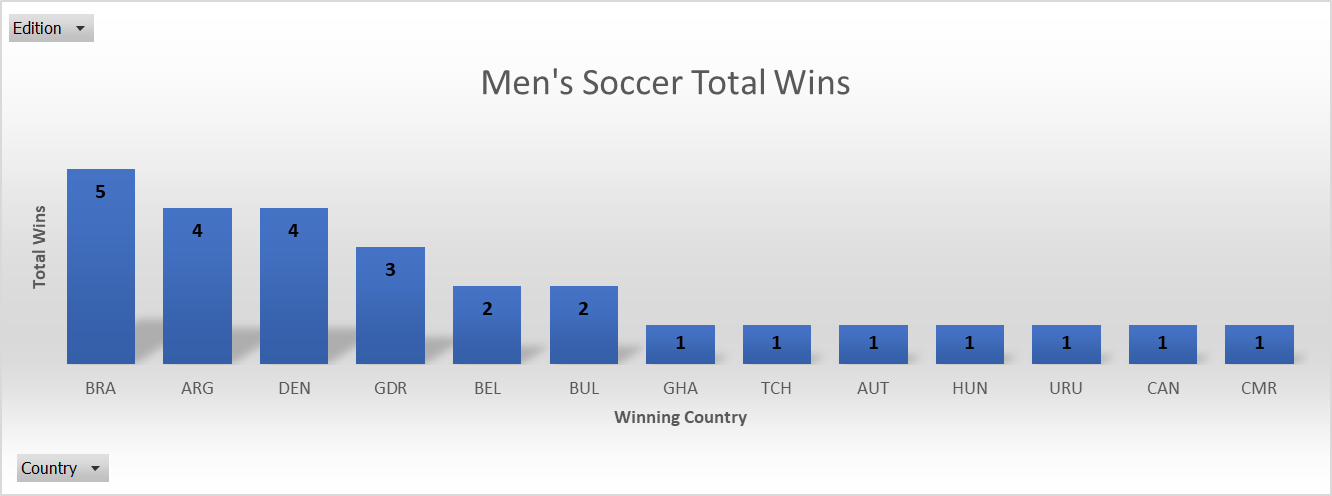 Edition
Men's Soccer Total Wins
Total Wins
5
4
4
3
2
2
1
1
1
1
1
1
1
BRA ARG DEN GDR BEL BUL GHA TCH AUT HUN URU CAN CMR
Winning Country
Country